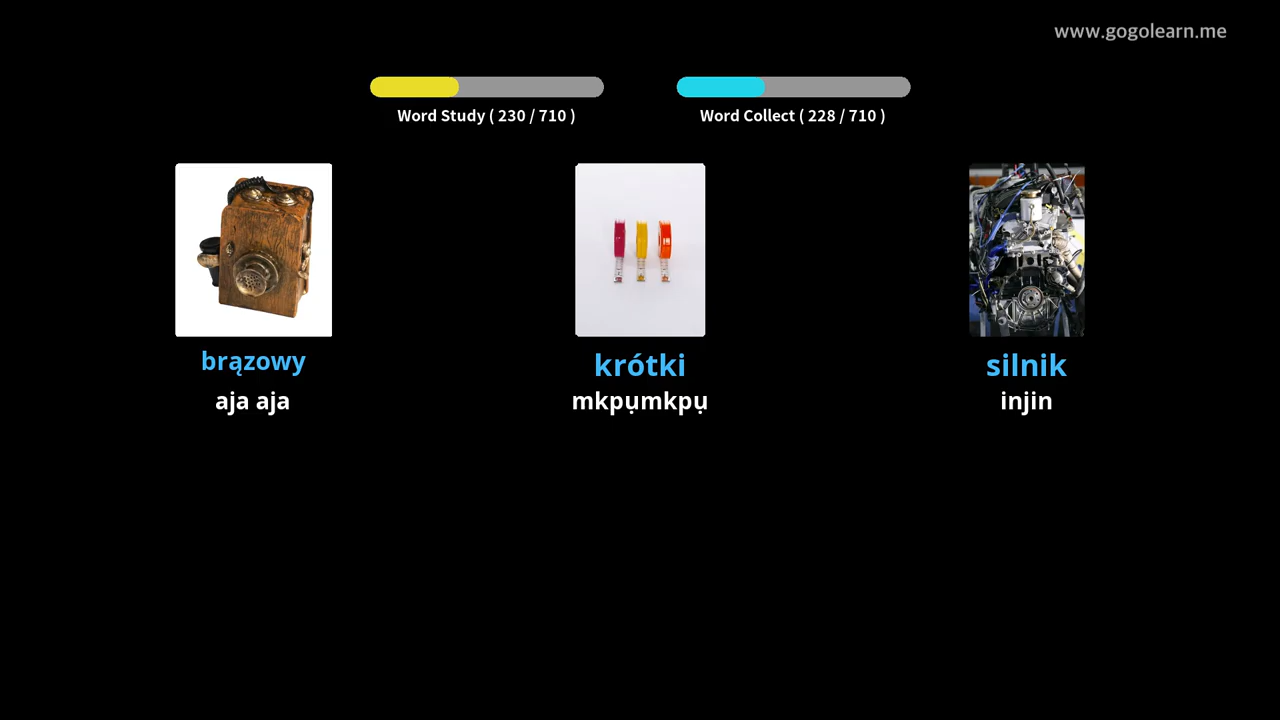 www.gogolearn.me
Word Study ( 230 / 710 )
Word Collect ( 228 / 710 )
brązowy
aja aja
krótki
mkpụmkpụ
silnik
injin